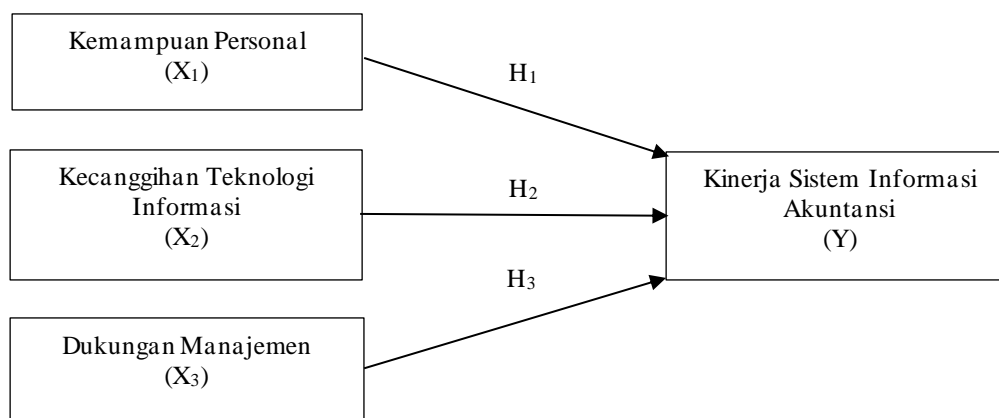 Kemampuan Personal
(X₁)
H₁
Kecanggihan Teknologi
Informasi
(X₂)
H₂
Kinerja Sistem Informasi
Akuntansi
(Y)
H₃
Dukungan Manajemen
(X₃)